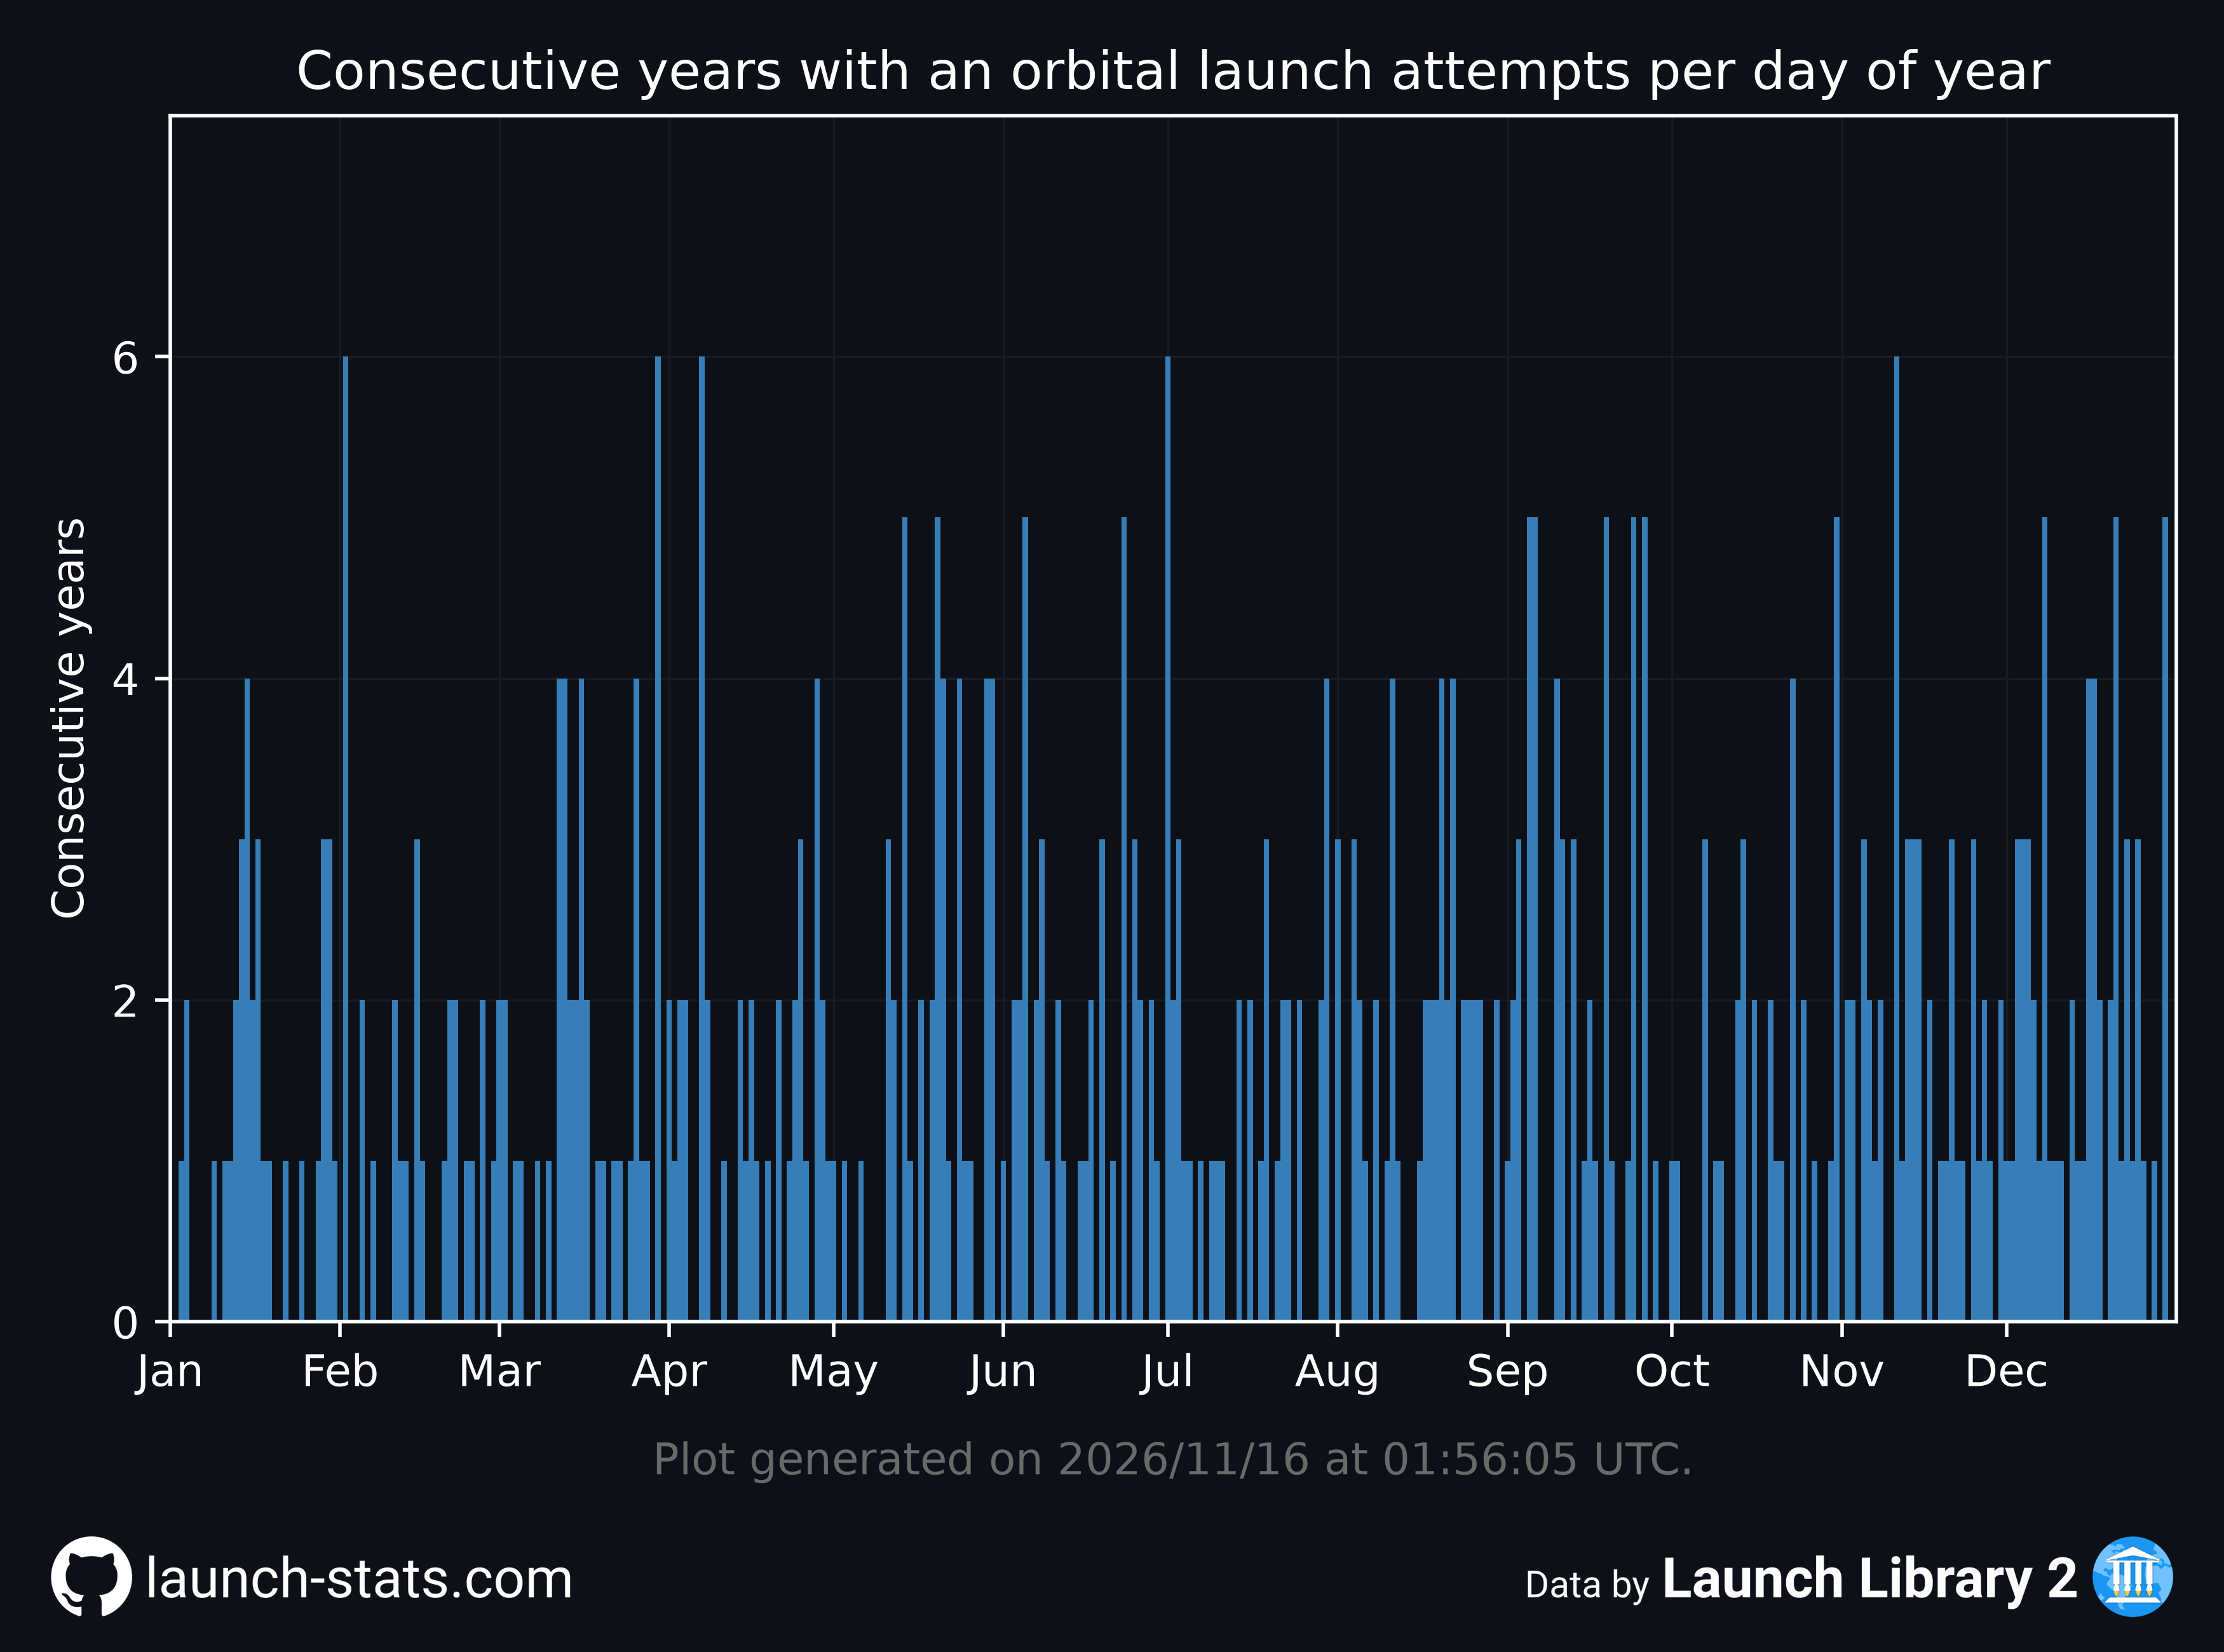 Consecutive years with an orbital launch attempts per day of year
Consecutive years
6
4
2
0
Jan Feb Mar Apr May Jun Jul Aug Sep Oct Nov Dec
Plot generated on 2026/11/16 at 01:56:05 UTC.
launch-stats.com
Data by Launch Library 2